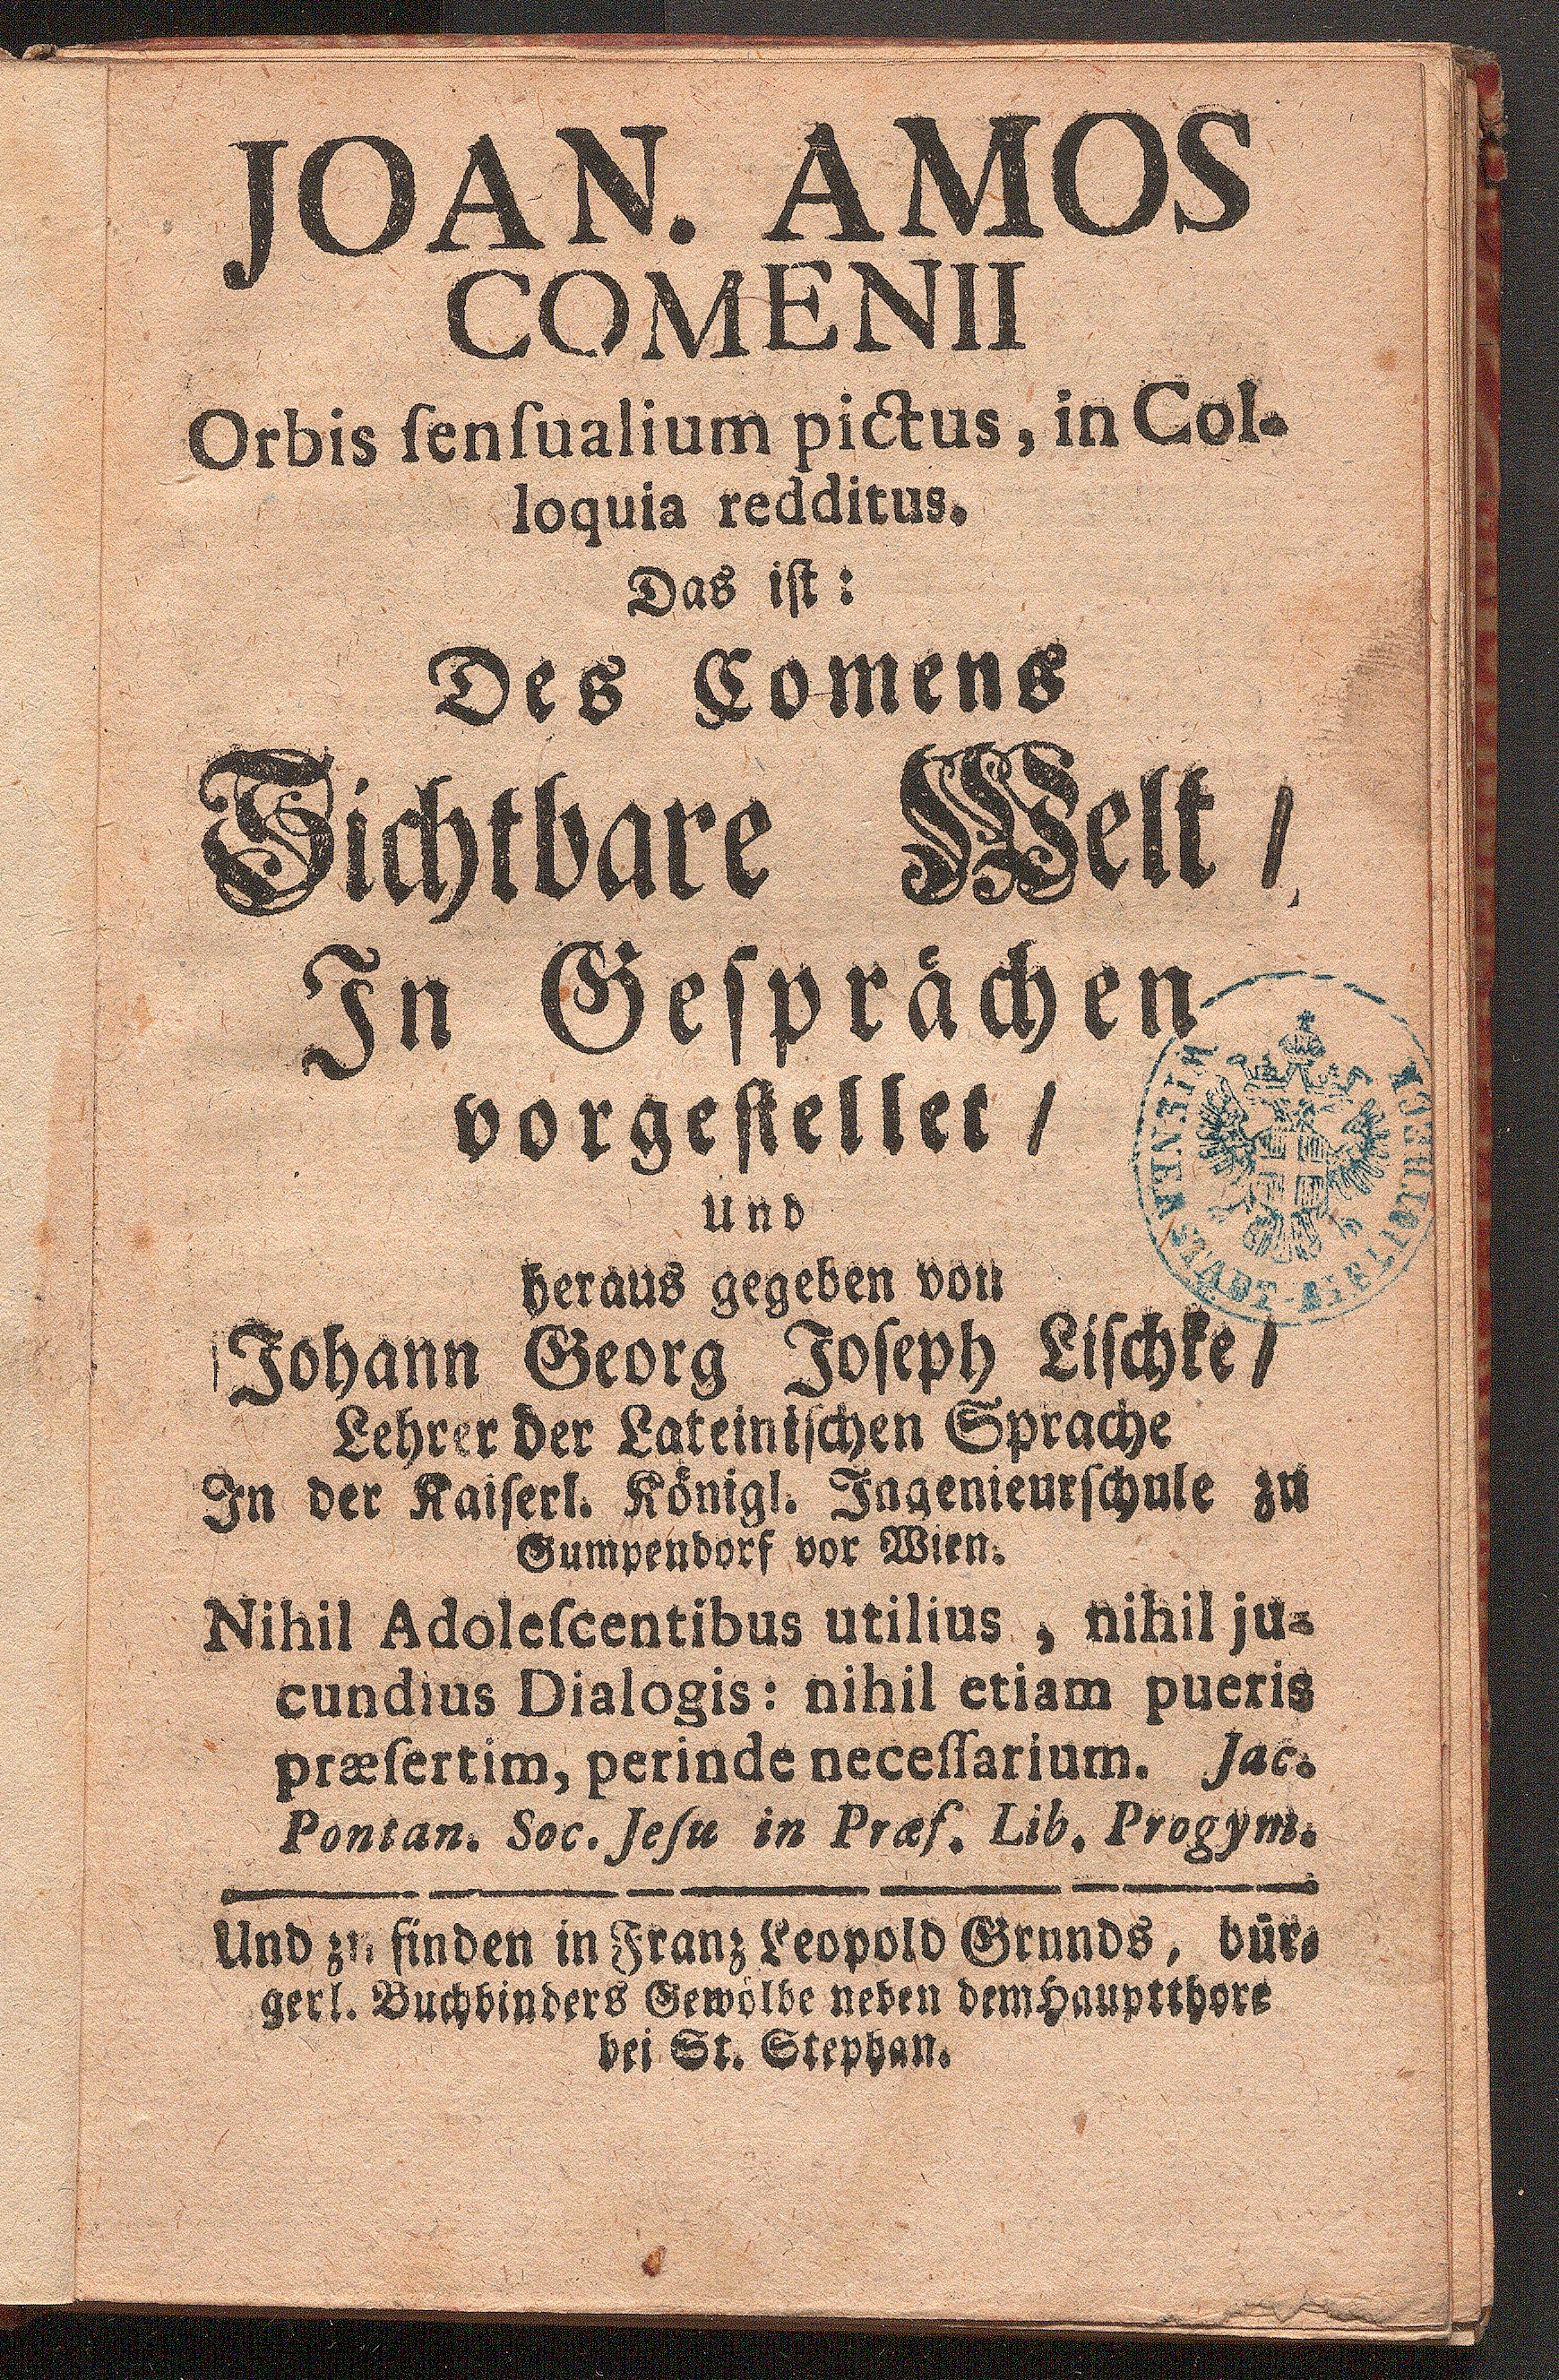 JOAN. AMOS
COMENII
Orbis ſenſualium pictus, in Col-
loquia redditus.
Das iſt:
Des Comens
Sichtbare Welt /
In Geſprächen
vorgeſtellet /
Und
heraus gegeben von
Johann Georg Joſeph Liſchke /
Lehrer der Lateiniſchen Sprache
In der Kaiſerl. Königl. Ingenieurſchule zu
Gumpendorf vor Wien.
Nihil Adoleſcentibus utilius, nihil ju-
cundius Dialogis: nihil etiam pueris
præſertim, perinde neceſſarium. Jac.
Pontan. Soc. Jeſu in Præf. Lib. Progym.
Und zu finden in Franz Leopold Grunds, bür-
gerl. Buchbinders Gewölbe neben dem Hauptthore
bei St. Stephan.
WIENER STADT-BIBLIOTHEK